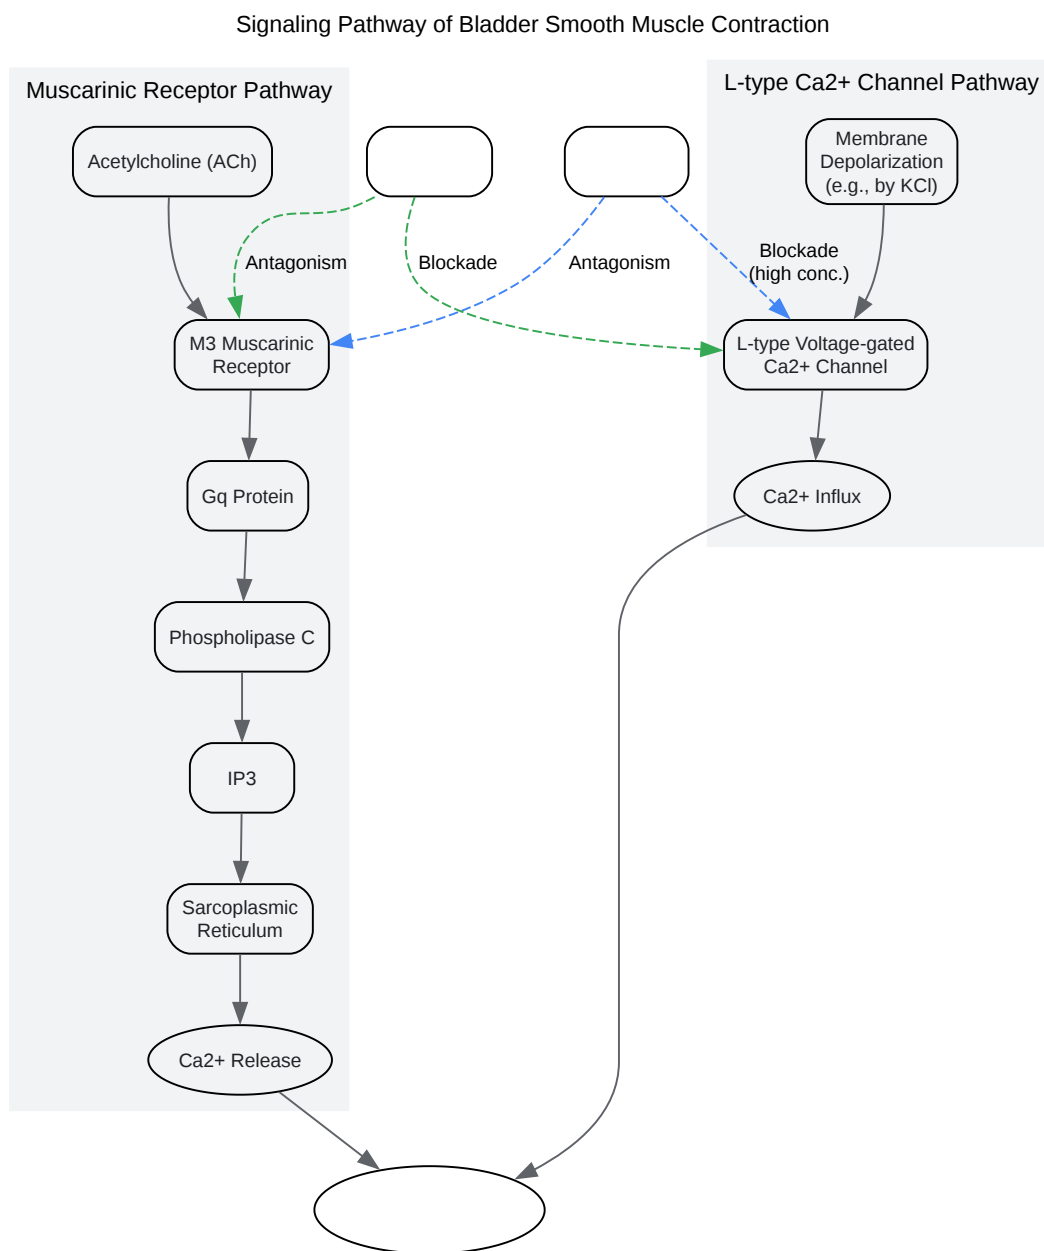 Signaling Pathway of Bladder Smooth Muscle Contraction
Muscarinic Receptor Pathway
L-type Ca2+ Channel Pathway
Acetylcholine (ACh)
Membrane
Depolarization
(e.g., by KCl)
Antagonism
Blockade
Antagonism
Blockade
(high conc.)
M3 Muscarinic
Receptor
L-type Voltage-gated
Ca2+ Channel
Gq Protein
Ca2+ Influx
Phospholipase C
IP3
Sarcoplasmic
Reticulum
Ca2+ Release